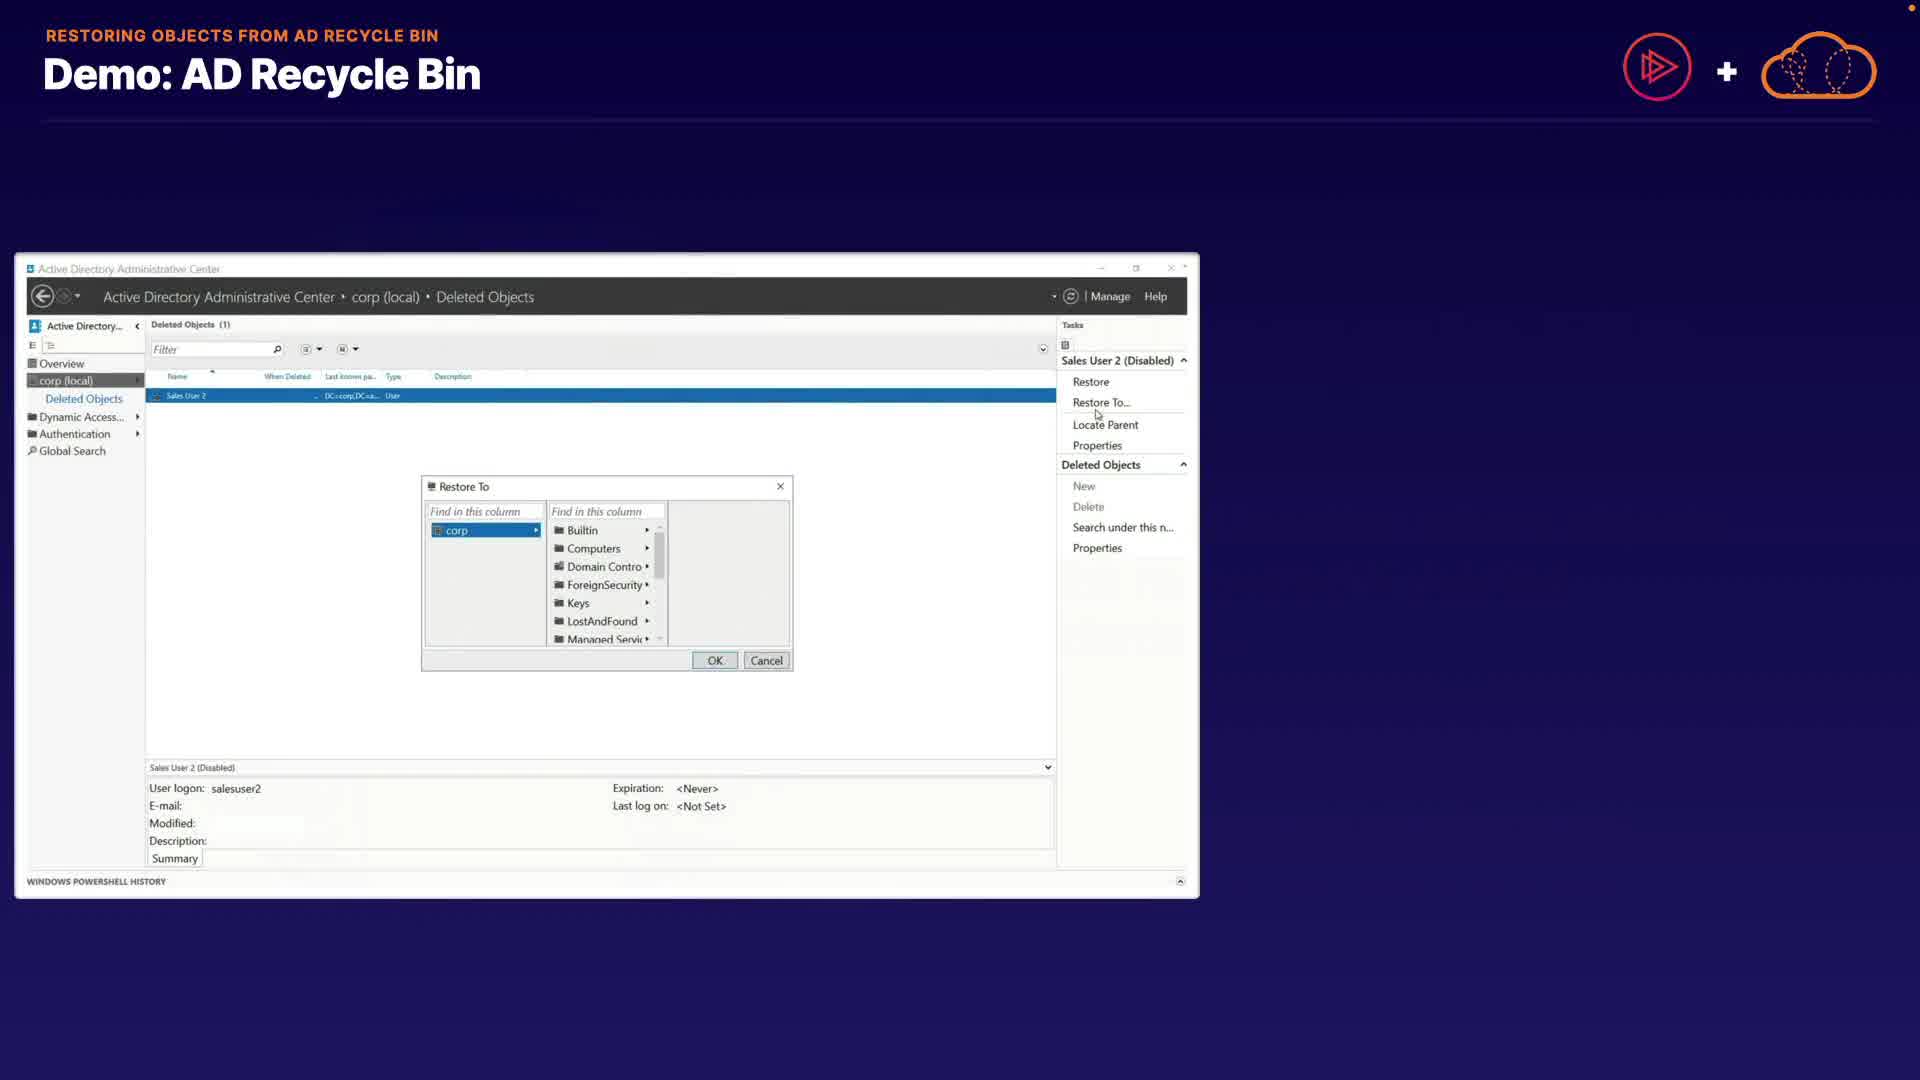 RESTORING OBJECTS FROM AD RECYCLE BIN
Demo: AD Recycle Bin
Active Directory Administrative Center
Active Directory Administrative Center • corp (local) • Deleted Objects
| Manage Help
Active Directory...
Overview
corp (local)
Deleted Objects
Dynamic Access...
Authentication
Global Search
Deleted Objects (1)
Filter
Name When Deleted Last known pa... Type Description
Sales User 2 DC=corp,DC=a... User
Restore To
Find in this column Find in this column
corp
Builtin
Computers
Domain Contro
ForeignSecurity
Keys
LostAndFound
Managed Servic
OK Cancel
Tasks
Sales User 2 (Disabled)
Restore
Restore To...
Locate Parent
Properties
Deleted Objects
New
Delete
Search under this n...
Properties
Sales User 2 (Disabled)
User logon: salesuser2 Expiration: <Never>
E-mail: Last log on: <Not Set>
Modified:
Description:
Summary
WINDOWS POWERSHELL HISTORY